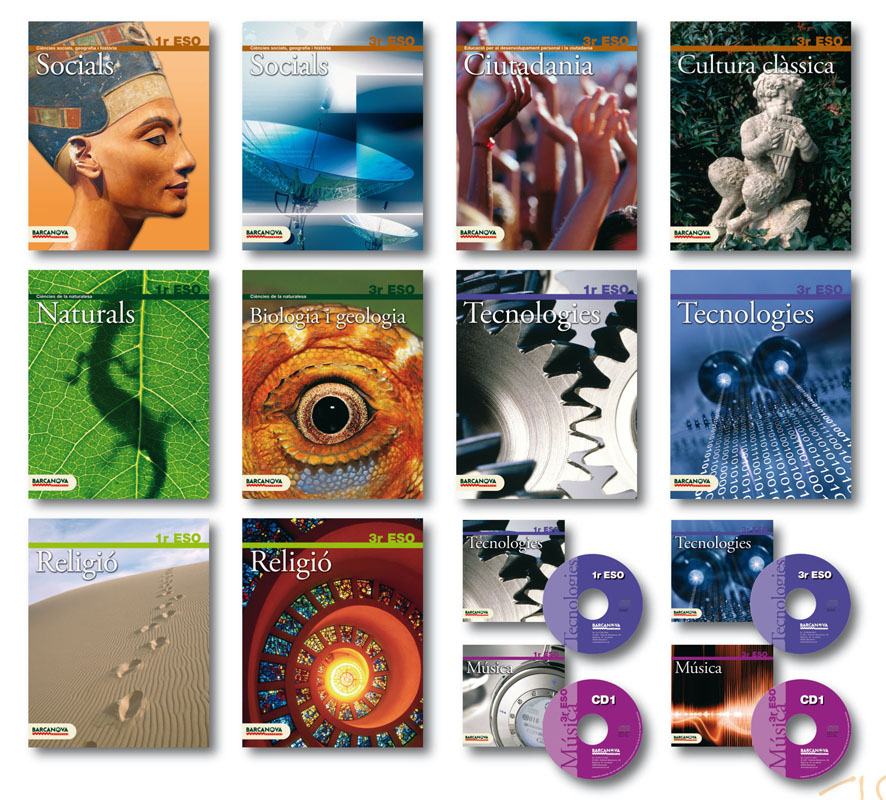 1r ESO
Ciències socials, geografia i història
Socials
BARCANOVA
3r ESO
Ciències socials, geografia i història
Socials
BARCANOVA
3r ESO
Educació per al desenvolupament personal i la ciutadania
Ciutadania
BARCANOVA
3r ESO
Cultura clàssica
BARCANOVA
1r ESO
Ciències de la naturalesa
Naturals
BARCANOVA
3r ESO
Ciències de la naturalesa
Biologia i geologia
BARCANOVA
1r ESO
Tecnologies
BARCANOVA
3r ESO
Tecnologies
BARCANOVA
1r ESO
Religió
BARCANOVA
3r ESO
Religió
BARCANOVA
1r ESO
Tecnologies
BARCANOVA
Tecnologies
1r ESO
BARCANOVA
3r ESO
Tecnologies
BARCANOVA
Tecnologies
3r ESO
BARCANOVA
1r ESO
Música
BARCANOVA
3r ESO
Música
CD1
BARCANOVA
3r ESO
Música
BARCANOVA
3r ESO
Música
CD1
BARCANOVA